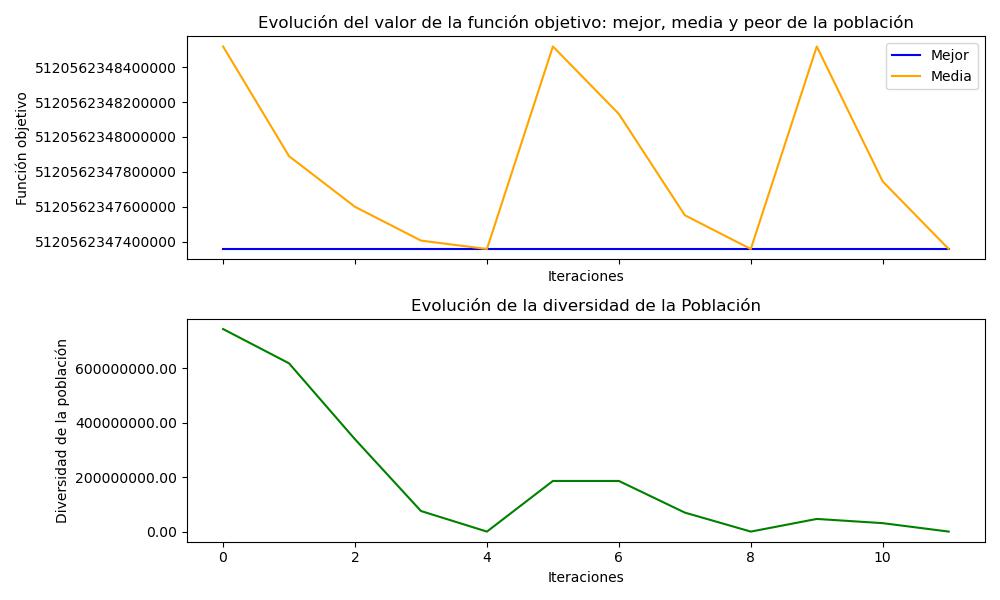 Evolución del valor de la función objetivo: mejor, media y peor de la población
Función objetivo
5120562348400000
5120562348200000
5120562348000000
5120562347800000
5120562347600000
5120562347400000
Mejor
Media
Iteraciones
Evolución de la diversidad de la Población
Diversidad de la población
600000000.00
400000000.00
200000000.00
0.00
0 2 4 6 8 10
Iteraciones